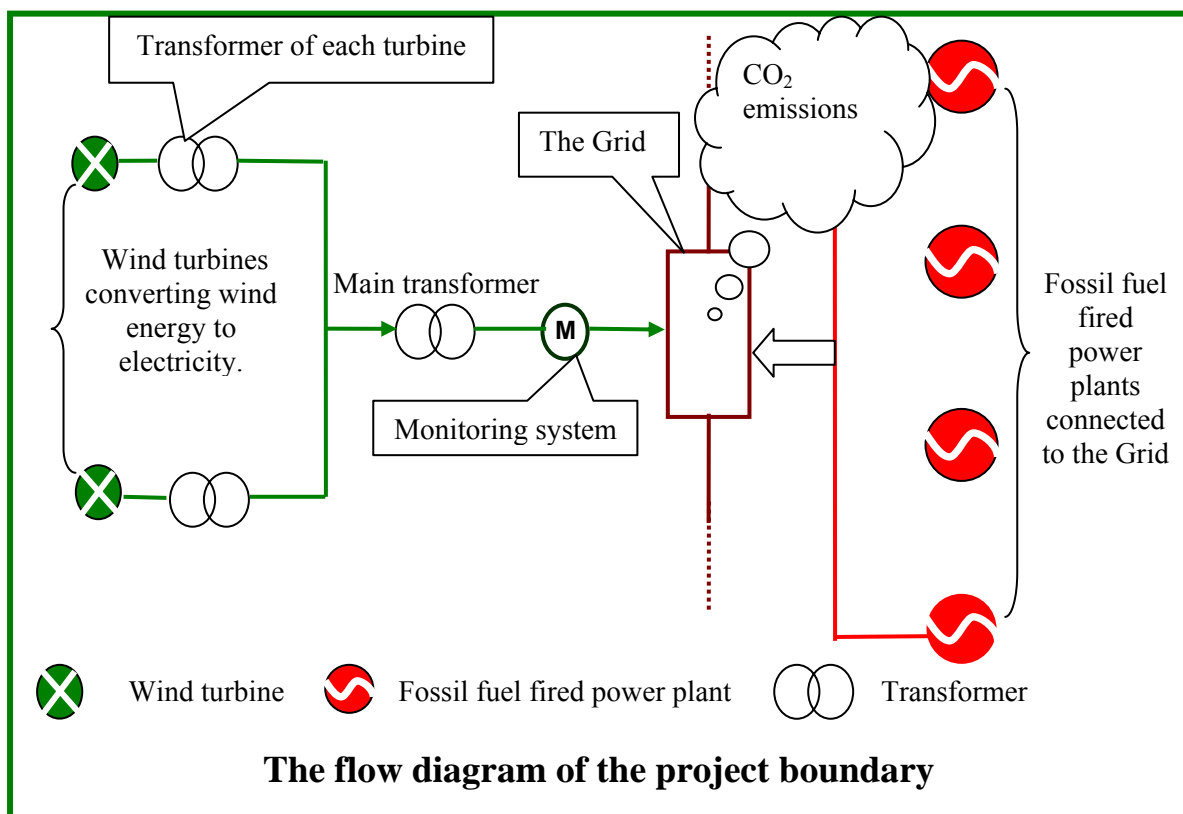 Transformer of each turbine
CO₂
emissions
The Grid
Wind turbines
converting wind
energy to
electricity.
Main transformer
M
Monitoring system
Fossil fuel
fired
power
plants
connected
to the Grid
Wind turbine
Fossil fuel fired power plant
Transformer
The flow diagram of the project boundary